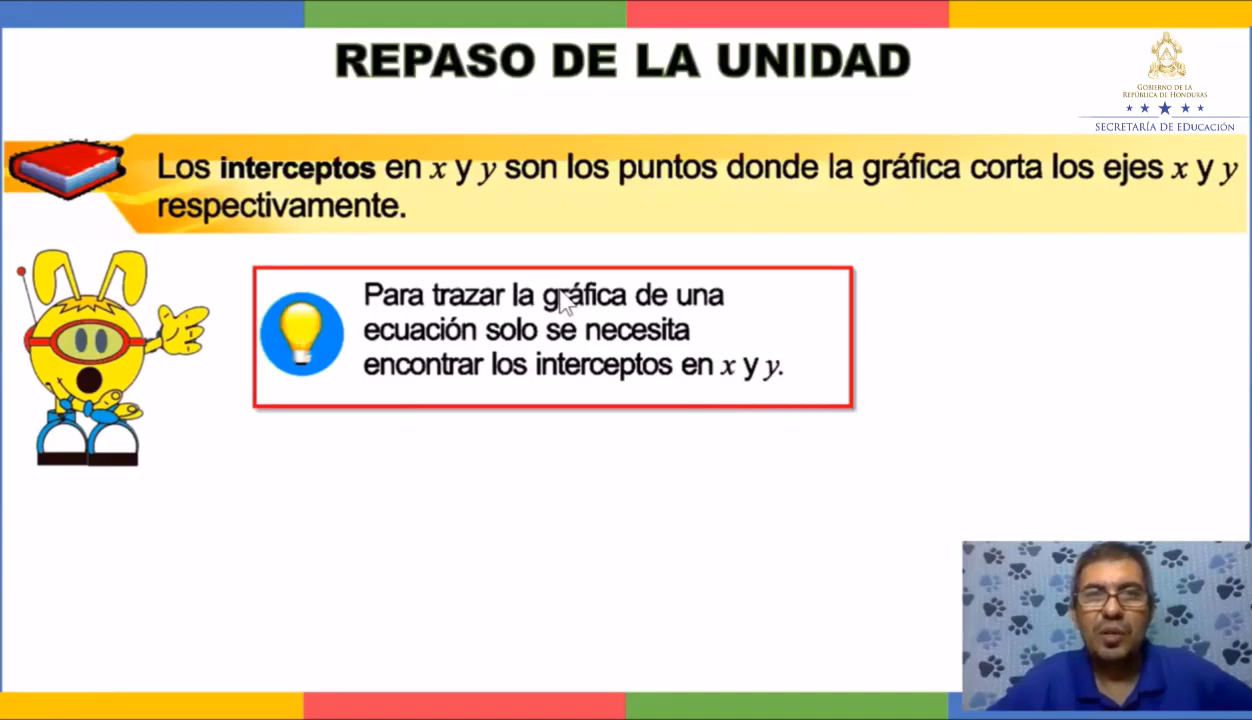 REPASO DE LA UNIDAD
GOBIERNO DE LA
REPÚBLICA DE HONDURAS
SECRETARÍA DE EDUCACIÓN
Los interceptos en x y y son los puntos donde la gráfica corta los ejes x y y
respectivamente.
Para trazar la gráfica de una
ecuación solo se necesita
encontrar los interceptos en x y y.